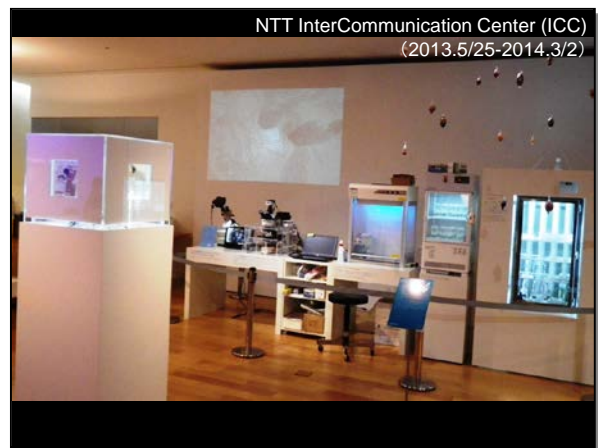 NTT InterCommunication Center (ICC)
（2013.5/25-2014.3/2）